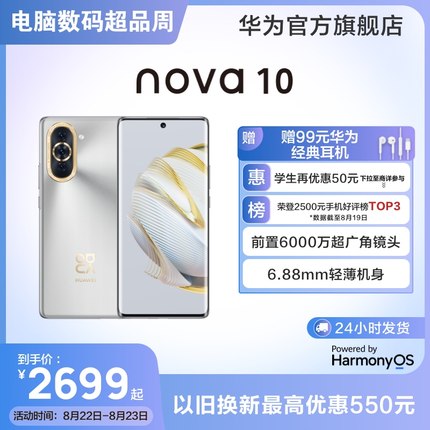 电脑数码超品周
华为官方旗舰店
nova 10
赠
赠99元华为
经典耳机
惠
学生再优惠50元 下拉至商详参与
榜
荣登2500元手机好评榜TOP3
*数据截至8月19日
前置6000万超广角镜头
6.88mm轻薄机身
HUAWEI
24小时发货
Powered by
HarmonyOS
到手价：
¥2699起
活动时间：8月22日-8月23日
以旧换新最高优惠550元